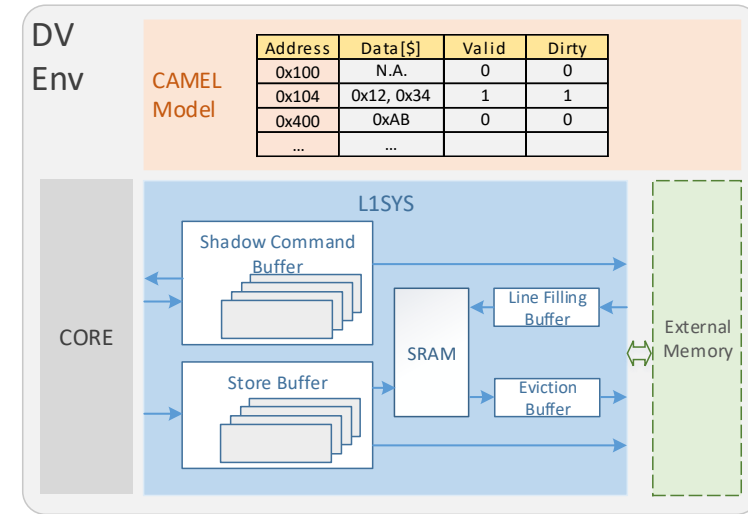 DV
Env
CAMEL
Model
Address Data[$] Valid Dirty
0x100 N.A. 0 0
0x104 0x12, 0x34 1 1
0x400 0xAB 0 0
... ...
L1SYS
CORE
Shadow Command
Buffer
Store Buffer
SRAM
Line Filling
Buffer
Eviction
Buffer
External
Memory